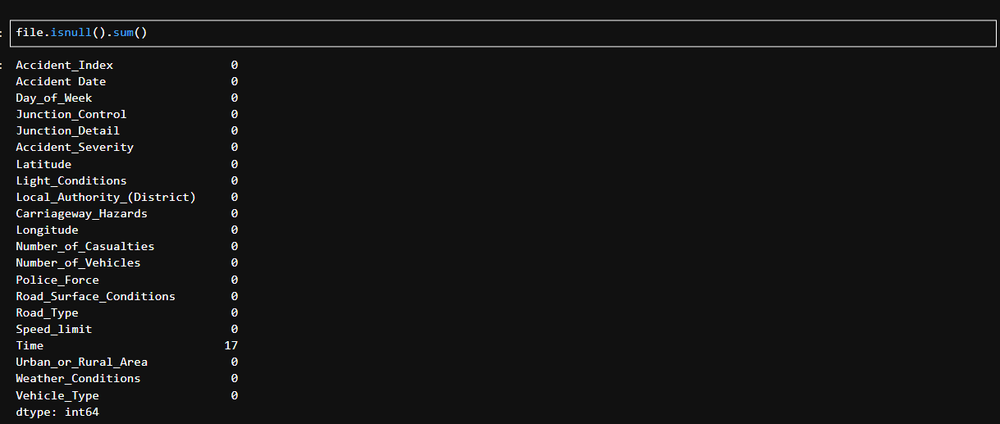 file.isnull().sum()
Accident_Index 0
Accident Date 0
Day_of_Week 0
Junction_Control 0
Junction_Detail 0
Accident_Severity 0
Latitude 0
Light_Conditions 0
Local_Authority_(District) 0
Carriageway_Hazards 0
Longitude 0
Number_of_Casualties 0
Number_of_Vehicles 0
Police_Force 0
Road_Surface_Conditions 0
Road_Type 0
Speed_limit 0
Time 17
Urban_or_Rural_Area 0
Weather_Conditions 0
Vehicle_Type 0
dtype: int64